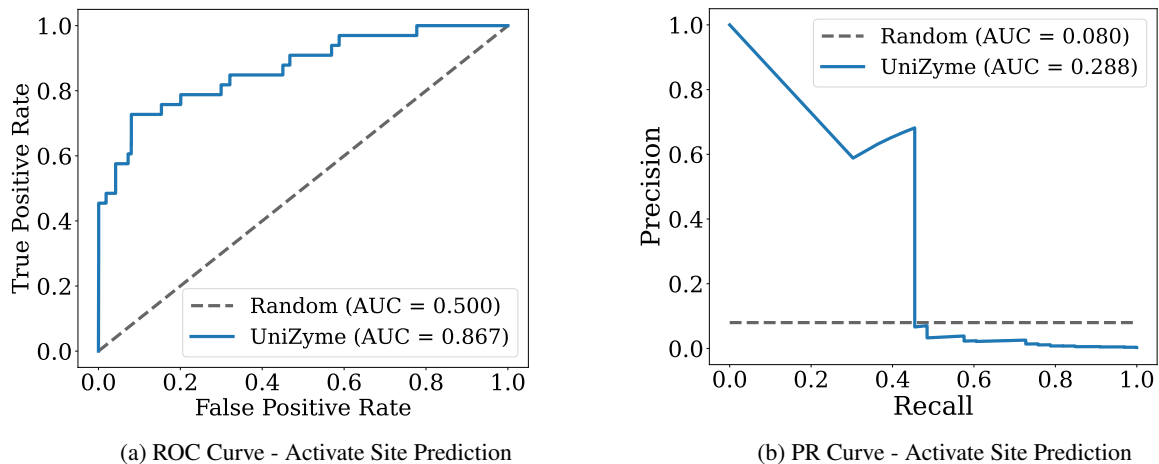 1.0
0.8
0.6
0.4
0.2
0.0
True Positive Rate
Random (AUC = 0.500)
UniZyme (AUC = 0.867)
0.0 0.2 0.4 0.6 0.8 1.0
False Positive Rate
(a) ROC Curve - Activate Site Prediction
1.0
0.8
0.6
0.4
0.2
0.0
Precision
Random (AUC = 0.080)
UniZyme (AUC = 0.288)
0.0 0.2 0.4 0.6 0.8 1.0
Recall
(b) PR Curve - Activate Site Prediction